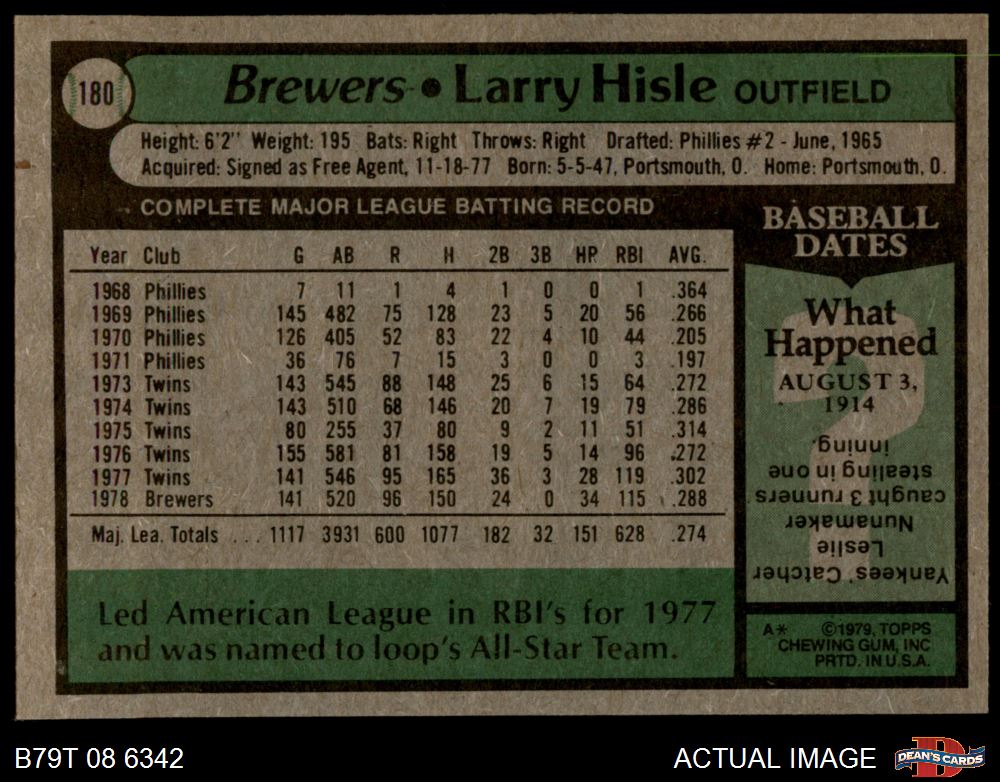 180
Brewers • Larry Hisle OUTFIELD
Height: 6'2" Weight: 195 Bats: Right Throws: Right Drafted: Phillies #2 - June, 1965
Acquired: Signed as Free Agent, 11-18-77 Born: 5-5-47, Portsmouth, O. Home: Portsmouth, O.
COMPLETE MAJOR LEAGUE BATTING RECORD
Year Club G AB R H 2B 3B HR RBI AVG.
1968 Phillies 7 11 1 4 1 0 0 1 .364
1969 Phillies 145 482 75 128 23 5 20 56 .266
1970 Phillies 126 405 52 83 22 4 10 44 .205
1971 Phillies 36 76 7 15 3 0 0 3 .197
1973 Twins 143 545 88 148 25 6 15 64 .272
1974 Twins 143 510 68 146 20 7 19 79 .286
1975 Twins 80 255 37 80 9 2 11 51 .314
1976 Twins 155 581 81 158 19 5 14 96 .272
1977 Twins 141 546 95 165 36 3 28 119 .302
1978 Brewers 141 520 96 150 24 0 34 115 .288
Maj. Lea. Totals ... 1117 3931 600 1077 182 32 151 628 .274
Led American League in RBI's for 1977
and was named to loop's All-Star Team.
BASEBALL
DATES
What
Happened
AUGUST 3,
1914
Yankees' Catcher
Leslie
Nunamaker
caught 3 runners
stealing in one
inning.
A* ©1979, TOPPS
CHEWING GUM, INC
PRTD. IN U.S.A.
B79T 08 6342
ACTUAL IMAGE
D
DEAN'S CARDS